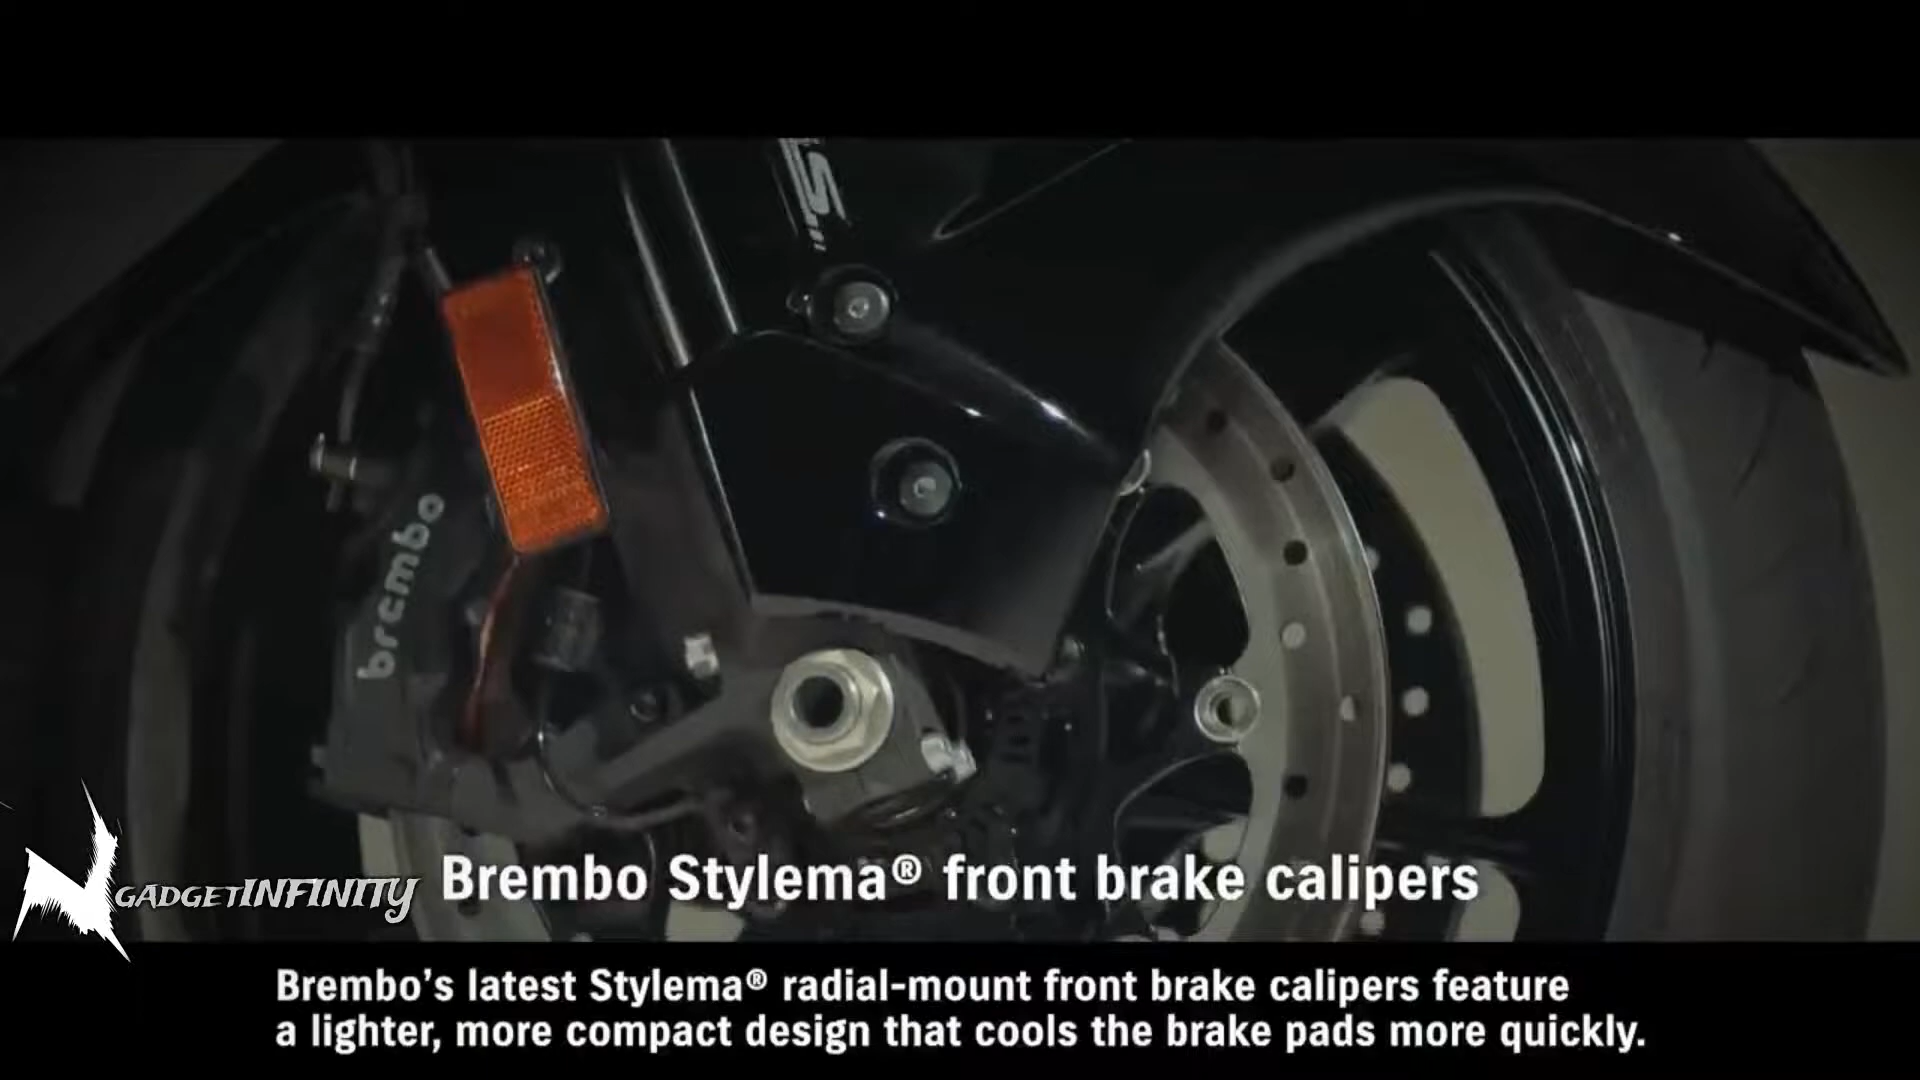 brembo
GADGETINFINITY
Brembo Stylema® front brake calipers
Brembo's latest Stylema® radial-mount front brake calipers feature
a lighter, more compact design that cools the brake pads more quickly.